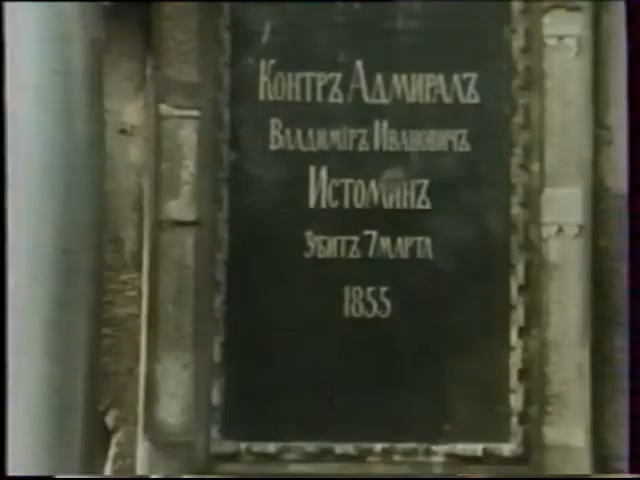 Контръ Адмиралъ
Владимiръ Ивановичъ
Истоминъ
Убитъ 7 марта
1855